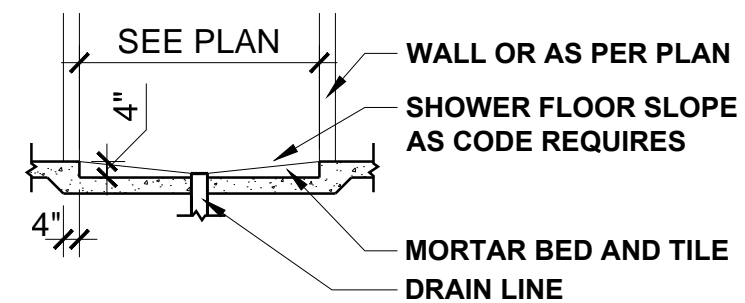 SEE PLAN
WALL OR AS PER PLAN
4"
SHOWER FLOOR SLOPE
AS CODE REQUIRES
4"
MORTAR BED AND TILE
DRAIN LINE